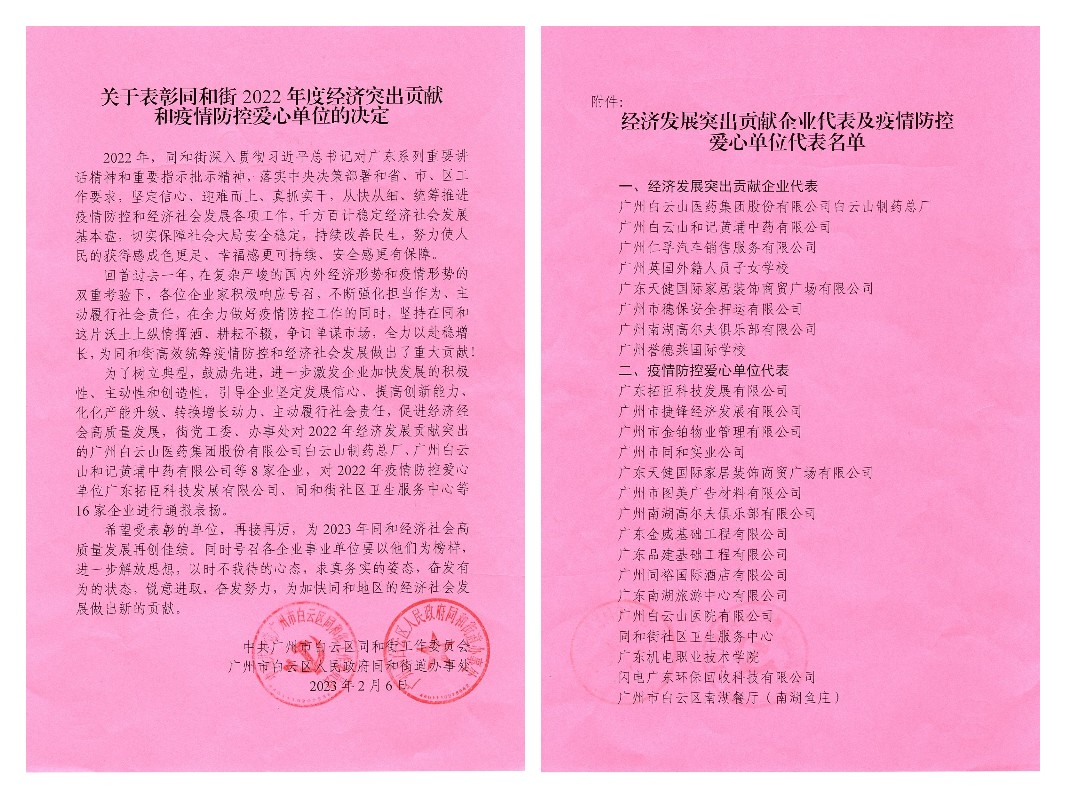 关于表彰同和街 2022 年度经济突出贡献
和疫情防控爱心单位的决定
2022 年，同和街深入贯彻习近平总书记对广东系列重要讲
话精神和重要指示批示精神，落实中央决策部署和省、市、区工
作要求，坚定信心、迎难而上、真抓实干，从快从细、统筹推进
疫情防控和经济社会发展各项工作，千方百计稳定经济社会发展
基本盘，切实保障社会大局安全稳定，持续改善民生，努力使人
民的获得感成色更足、幸福感更可持续、安全感更有保障。
回首过去一年，在复杂严峻的国内外经济形势和疫情形势的
双重考验下，各位企业家积极响应号召，不断强化担当作为、主
动履行社会责任，在全力做好疫情防控工作的同时，坚持在同和
这片沃土上纵情挥洒、耕耘不辍，争订单谋市场，全力以赴稳增
长，为同和街高效统筹疫情防控和经济社会发展做出了重大贡献！
为了树立典型，鼓励先进，进一步激发企业加快发展的积极
性、主动性和创造性，引导企业坚定发展信心、提高创新能力、
化化产能升级、转换增长动力、主动履行社会责任，促进经济经
会高质量发展，街党工委、办事处对 2022 年经济发展贡献突出
的广州白云山医药集团股份有限公司白云山制药总厂、广州白云
山和记黄埔中药有限公司等 8 家企业，对 2022 年疫情防控爱心
单位广东拓臣科技发展有限公司、同和街社区卫生服务中心等
16 家企业进行通报表扬。
希望受表彰的单位，再接再厉，为 2023 年同和经济社会高
质量发展再创佳绩。同时号召各企业事业单位要以他们为榜样，
进一步解放思想，以时不我待的心态，求真务实的姿态，奋发有
为的状态，锐意进取，奋发努力，为加快同和地区的经济社会发
展做出新的贡献。
中共广州市白云区同和街工作委员会
广州市白云区人民政府同和街道办事处
2023 年 2 月 6 日
附件：
经济发展突出贡献企业代表及疫情防控
爱心单位代表名单
一、经济发展突出贡献企业代表
广州白云山医药集团股份有限公司白云山制药总厂
广州白云山和记黄埔中药有限公司
广州仁孚汽车销售服务有限公司
广州英国外籍人员子女学校
广东天健国际家居装饰商贸广场有限公司
广州市穗保安全押运有限公司
广州南湖高尔夫俱乐部有限公司
广州誉德莱国际学校
二、疫情防控爱心单位代表
广东拓臣科技发展有限公司
广州市捷锋经济发展有限公司
广州市金铂物业管理有限公司
广州市同和实业公司
广东天健国际家居装饰商贸广场有限公司
广州市图美广告材料有限公司
广州南湖高尔夫俱乐部有限公司
广东金威基础工程有限公司
广东品建基础工程有限公司
广州同裕国际酒店有限公司
广东南湖旅游中心有限公司
广州白云山医院有限公司
同和街社区卫生服务中心
广东机电职业技术学院
闪电广东环保回收科技有限公司
广州市白云区南湖餐厅（南湖鱼庄）